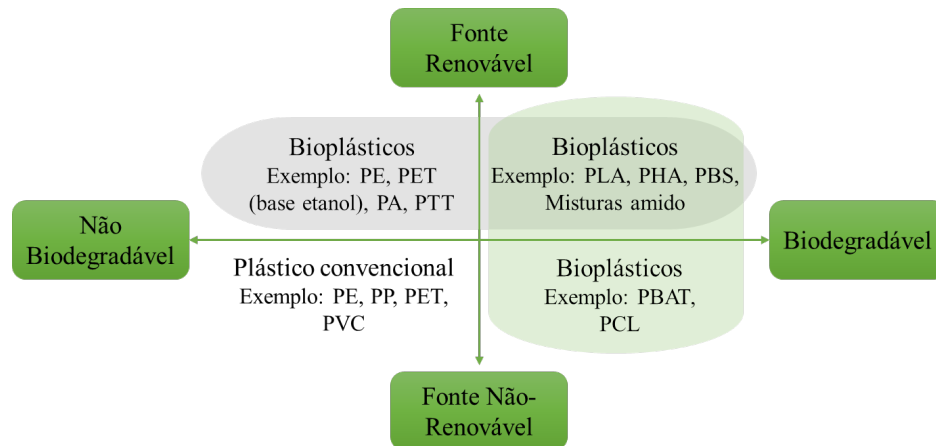 Fonte
Renovável
Bioplásticos
Exemplo: PE, PET
(base etanol), PA, PTT
Bioplásticos
Exemplo: PLA, PHA, PBS,
Misturas amido
Não
Biodegradável
Biodegradável
Plástico convencional
Exemplo: PE, PP, PET,
PVC
Bioplásticos
Exemplo: PBAT,
PCL
Fonte Não-
Renovável